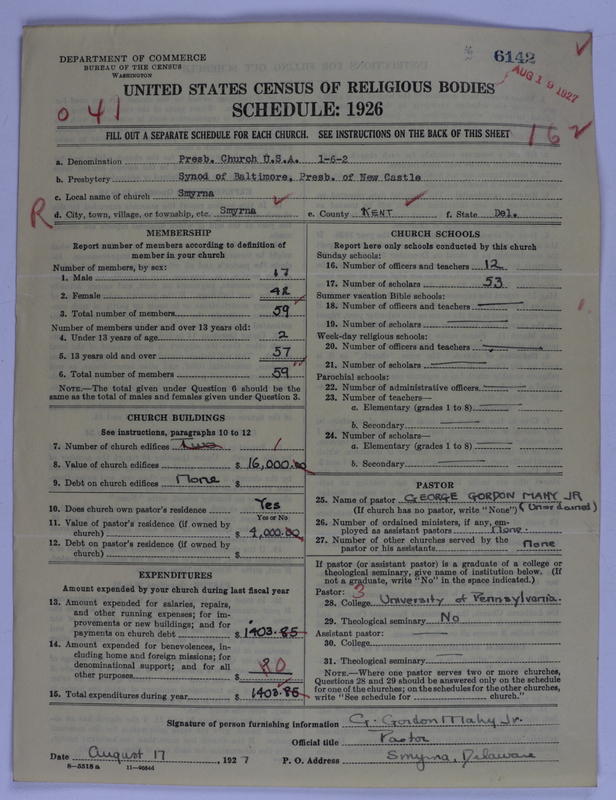 DEPARTMENT OF COMMERCE
BUREAU OF THE CENSUS
WASHINGTON
6142
AUG 19 1927
UNITED STATES CENSUS OF RELIGIOUS BODIES
041
SCHEDULE: 1926
FILL OUT A SEPARATE SCHEDULE FOR EACH CHURCH. SEE INSTRUCTIONS ON THE BACK OF THIS SHEET
16
a. Denomination Presb. Church U.S.A. 1-6-2
b. Presbytery Synod of Baltimore, Presb. of New Castle
c. Local name of church Smyrna
R
d. City, town, village, or township, etc. Smyrna e. County KENT f. State Del.
MEMBERSHIP
Report number of members according to definition of
member in your church
Number of members, by sex:
1. Male 17
2. Female 42
3. Total number of members 59
Number of members under and over 13 years old:
4. Under 13 years of age 2
5. 13 years old and over 57
6. Total number of members 59
NOTE.—The total given under Question 6 should be the
same as the total of males and females given under Question 3.
CHURCH BUILDINGS
See instructions, paragraphs 10 to 12
7. Number of church edifices Two 1
8. Value of church edifices $ 16,000.00
9. Debt on church edifices None $
10. Does church own pastor's residence Yes
Yes or No
11. Value of pastor's residence (if owned by
church) $ 4,000.00
12. Debt on pastor's residence (if owned by
church) $
EXPENDITURES
Amount expended by your church during last fiscal year
13. Amount expended for salaries, repairs,
and other running expenses; for im-
provements or new buildings; and for
payments on church debt $ 1403.85
14. Amount expended for benevolences, in-
cluding home and foreign missions; for
denominational support; and for all
other purposes $ 80
15. Total expenditures during year $ 1403.85
CHURCH SCHOOLS
Report here only schools conducted by this church
Sunday schools:
16. Number of officers and teachers 12
17. Number of scholars 53
Summer vacation Bible schools:
18. Number of officers and teachers
19. Number of scholars
Week-day religious schools:
20. Number of officers and teachers
21. Number of scholars
Parochial schools:
22. Number of administrative officers
23. Number of teachers—
a. Elementary (grades 1 to 8)
b. Secondary
24. Number of scholars—
a. Elementary (grades 1 to 8)
b. Secondary
PASTOR
25. Name of pastor GEORGE GORDON MAHY JR
(If church has no pastor, write "None") (Unordained)
26. Number of ordained ministers, if any, em-
ployed as assistant pastors None.
27. Number of other churches served by the
pastor or his assistants None
If pastor (or assistant pastor) is a graduate of a college or
theological seminary, give name of institution below. (If
not a graduate, write "No" in the space indicated.)
Pastor: 3
28. College University of Pennsylvania.
29. Theological seminary No
Assistant pastor:
30. College
31. Theological seminary
NOTE.—Where one pastor serves two or more churches,
Questions 28 and 29 should be answered only on the schedule
for one of the churches; on the schedules for the other churches,
write "See schedule for church."
Signature of person furnishing information G. Gordon Mahy Jr.
Official title Pastor
Date August 17, 1927 P. O. Address Smyrna, Delaware
8—5518a